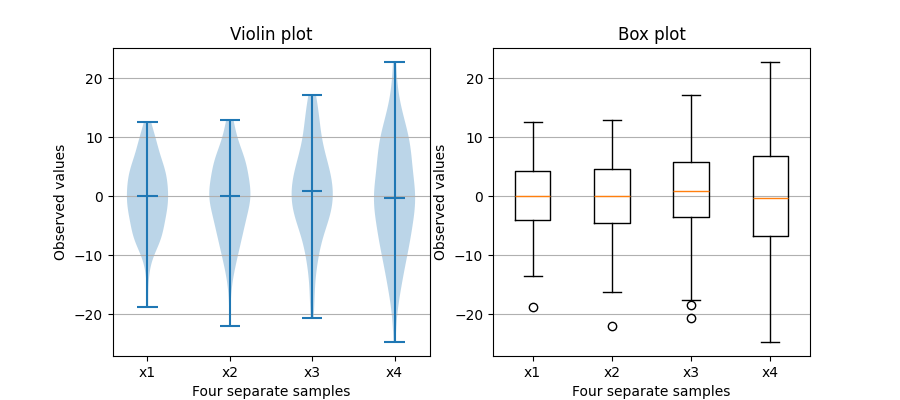 Violin plot
20
10
0
−10
−20
Observed values
x1 x2 x3 x4
Four separate samples
Box plot
20
10
0
−10
−20
Observed values
x1 x2 x3 x4
Four separate samples